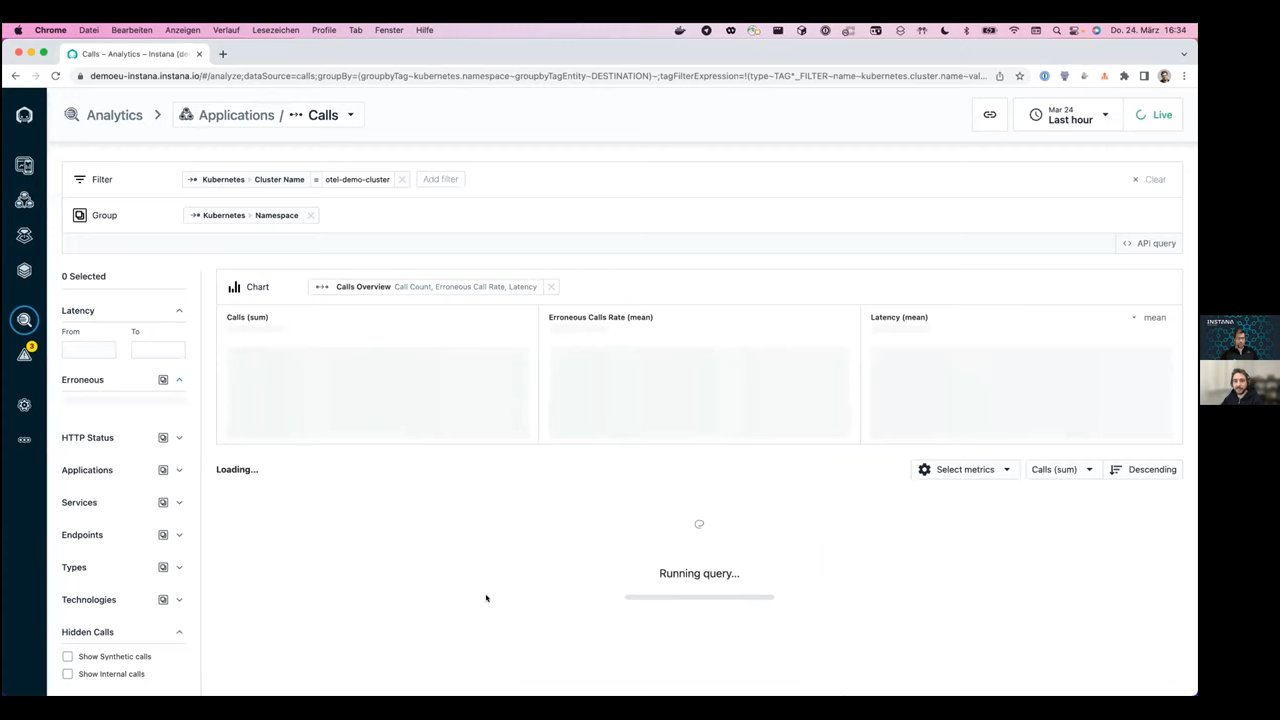 Chrome Datei Bearbeiten Anzeigen Verlauf Lesezeichen Profile Tab Fenster Hilfe Do. 24. März 16:34
Calls – Analytics – Instana (de
demoeu-instana.instana.io/#/analyze;dataSource=calls;groupBy=(groupbyTag~kubernetes.namespace~groupbyTagEntity~DESTINATION)~;tagFilterExpression=!(type~TAG*_FILTER~name~kubernetes.cluster.name~val...
Analytics > Applications / Calls
Mar 24
Last hour
Live
Filter Kubernetes › Cluster Name = otel-demo-cluster Add filter × Clear
Group Kubernetes › Namespace
<> API query
0 Selected
Chart Calls Overview Call Count, Erroneous Call Rate, Latency
Latency
Calls (sum) Erroneous Calls Rate (mean) Latency (mean) mean
From To
INSTANA
3
Erroneous
HTTP Status
Applications
Loading... Select metrics Calls (sum) Descending
Services
Endpoints
Types
Running query...
Technologies
Hidden Calls
Show Synthetic calls
Show Internal calls